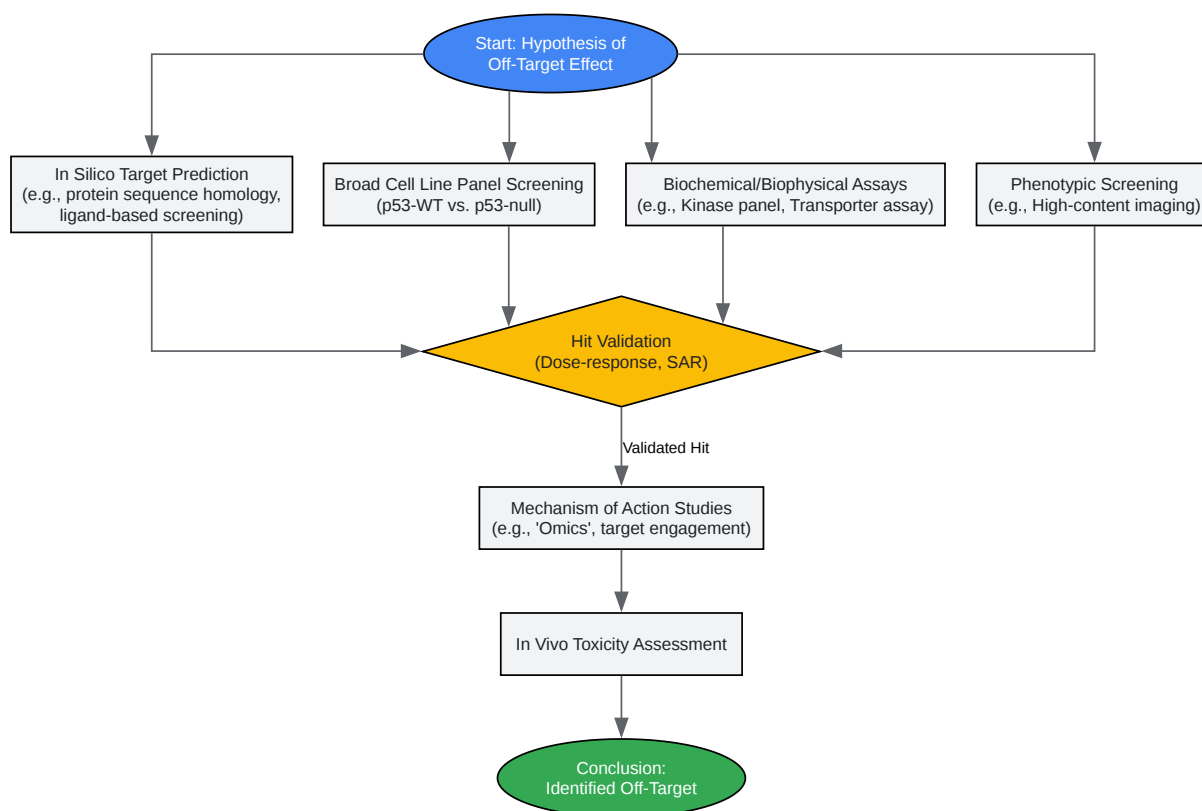 Start: Hypothesis of
Off-Target Effect
In Silico Target Prediction
(e.g., protein sequence homology,
ligand-based screening)
Broad Cell Line Panel Screening
(p53-WT vs. p53-null)
Biochemical/Biophysical Assays
(e.g., Kinase panel, Transporter assay)
Phenotypic Screening
(e.g., High-content imaging)
Hit Validation
(Dose-response, SAR)
Validated Hit
Mechanism of Action Studies
(e.g., 'Omics', target engagement)
In Vivo Toxicity Assessment
Conclusion:
Identified Off-Target